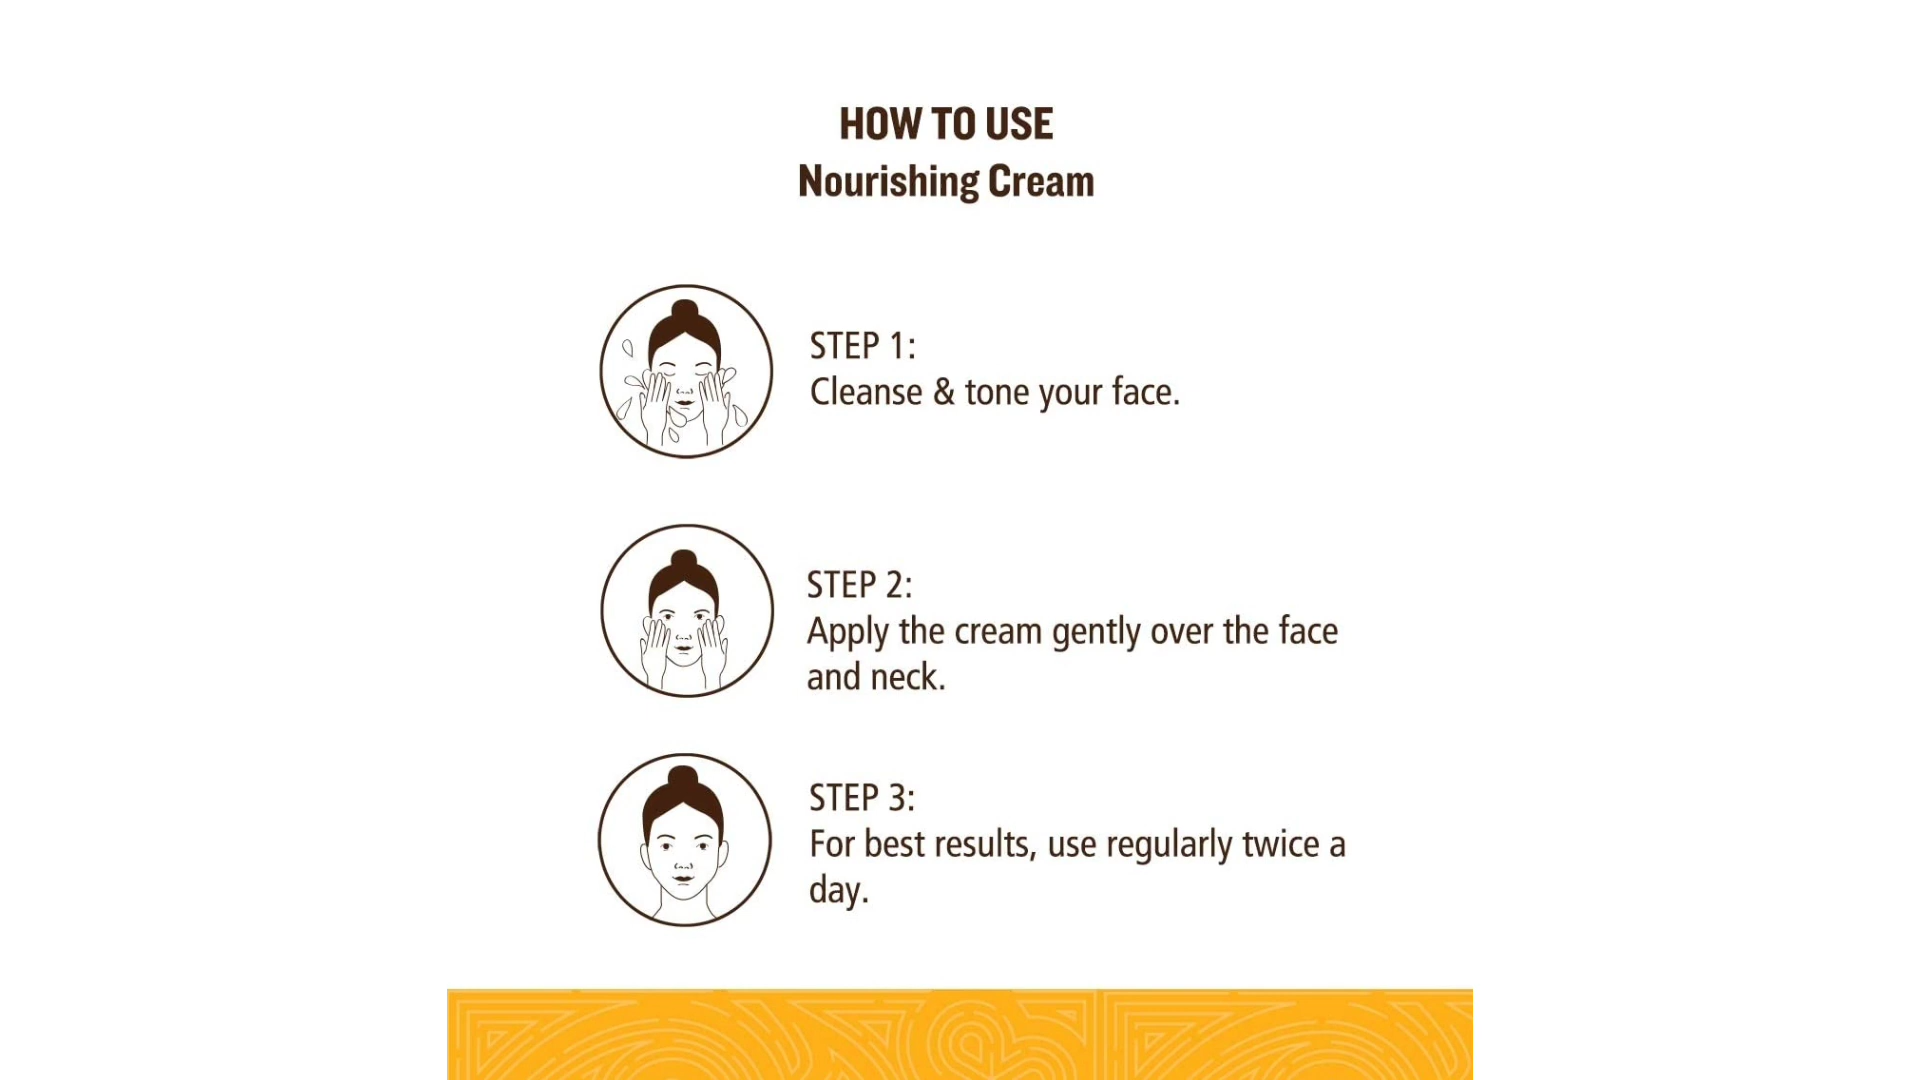 HOW TO USE
Nourishing Cream
STEP 1:
Cleanse & tone your face.
STEP 2:
Apply the cream gently over the face
and neck.
STEP 3:
For best results, use regularly twice a
day.